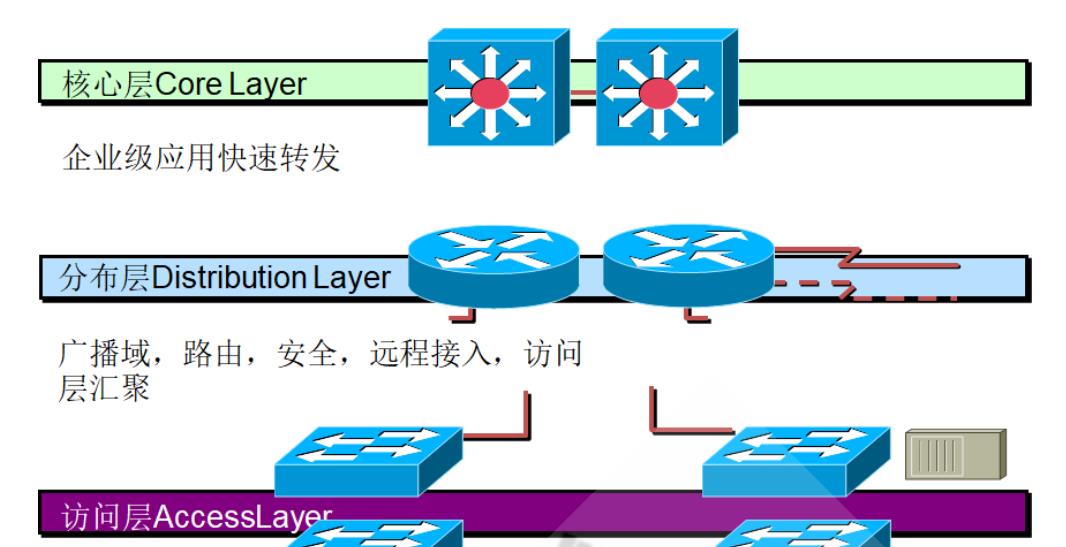 核心层Core Layer
企业级应用快速转发
分布层Distribution Layer
广播域，路由，安全，远程接入，访问
层汇聚
访问层AccessLayer